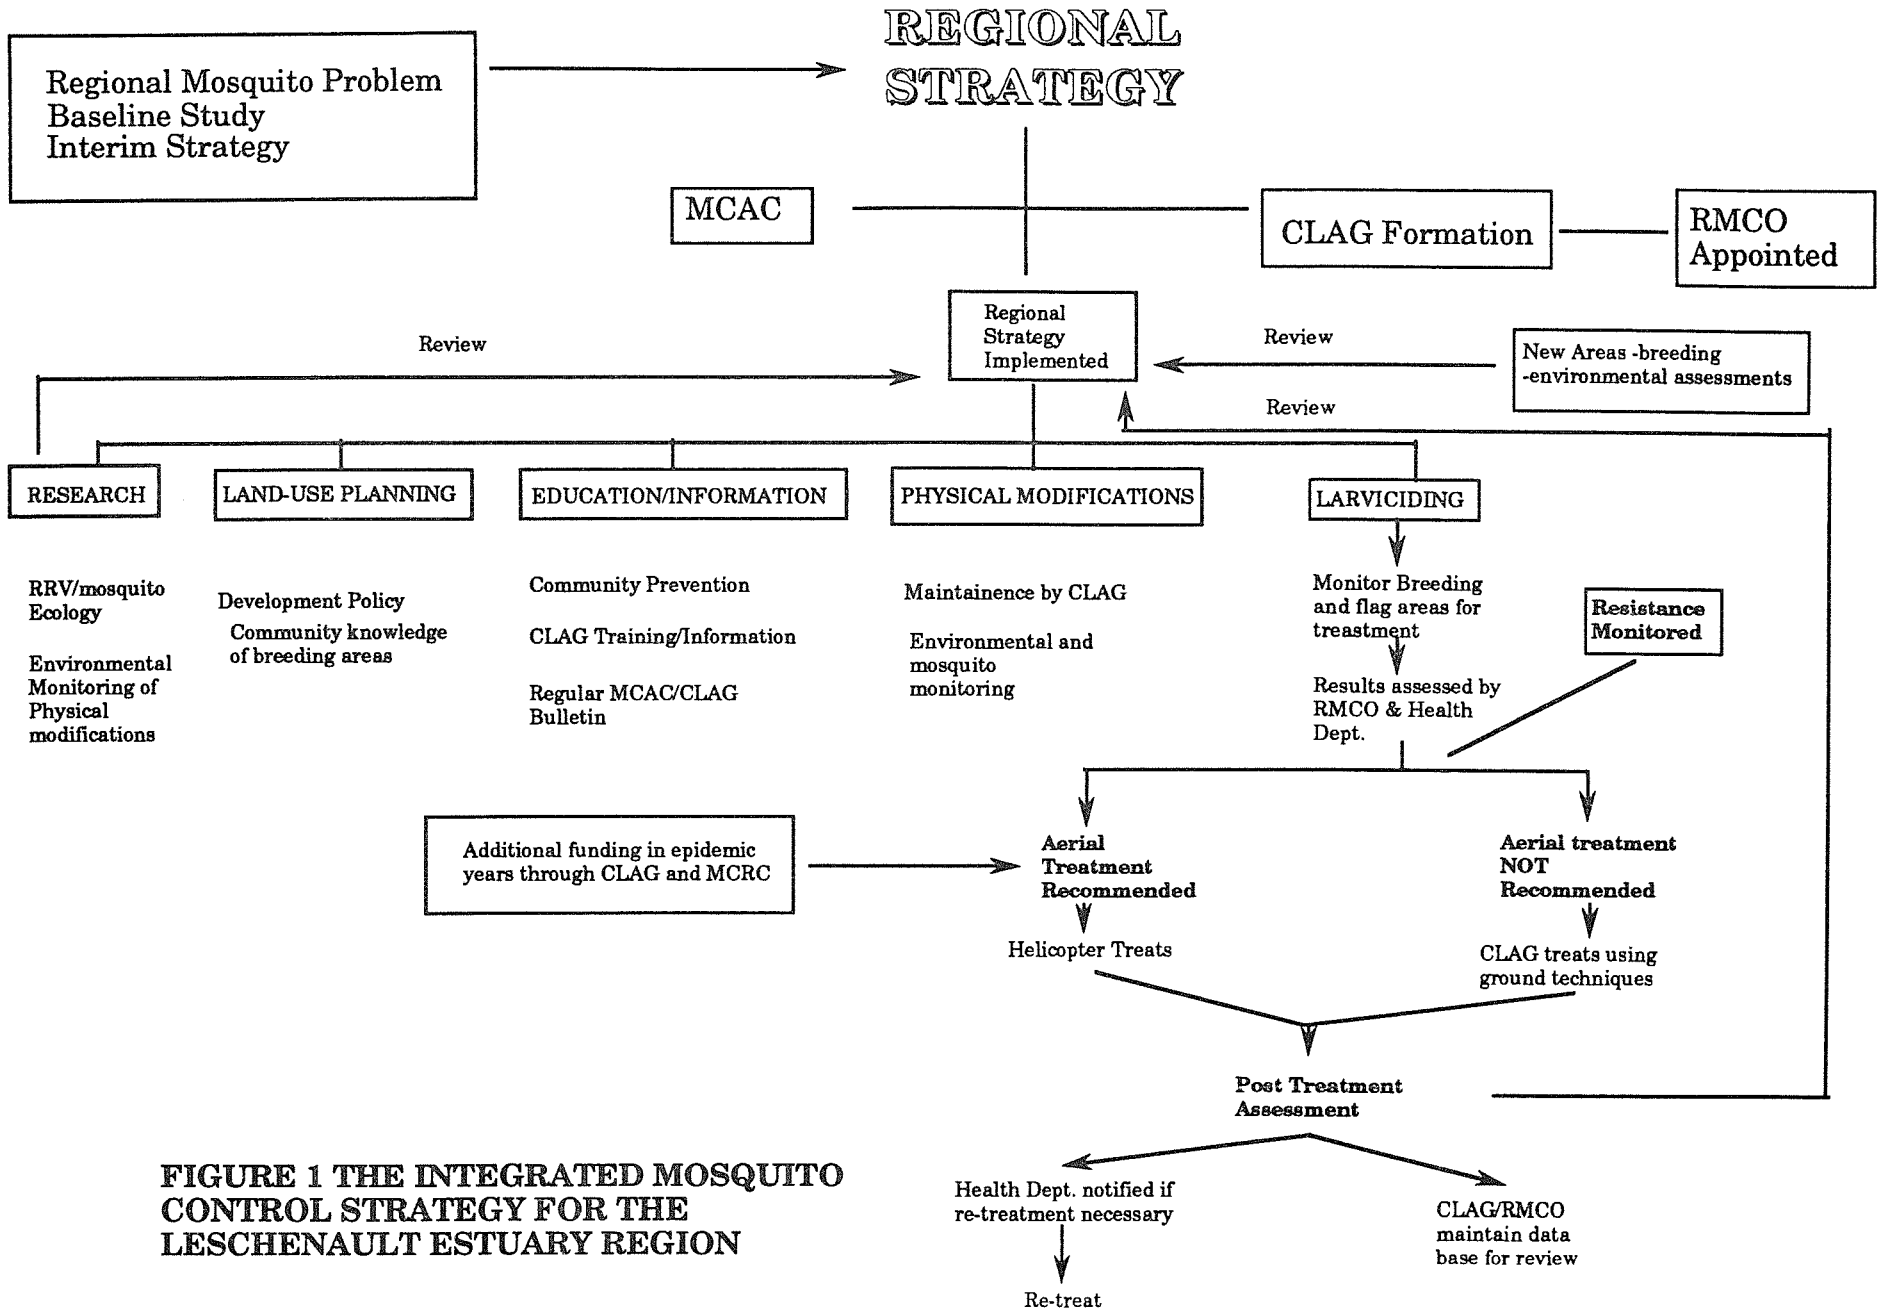 REGIONAL
STRATEGY
Regional Mosquito Problem
Baseline Study
Interim Strategy
MCAC
CLAG Formation
RMCO
Appointed
Regional
Strategy
Implemented
Review
Review
New Areas -breeding
-environmental assessments
Review
RESEARCH
LAND-USE PLANNING
EDUCATION/INFORMATION
PHYSICAL MODIFICATIONS
LARVICIDING
RRV/mosquito
Ecology
Environmental
Monitoring of
Physical
modifications
Development Policy
Community knowledge
of breeding areas
Community Prevention
CLAG Training/Information
Regular MCAC/CLAG
Bulletin
Maintainence by CLAG
Environmental and
mosquito
monitoring
Monitor Breeding
and flag areas for
treastment
Results assessed by
RMCO & Health
Dept.
Resistance
Monitored
Additional funding in epidemic
years through CLAG and MCRC
Aerial
Treatment
Recommended
Aerial treatment
NOT
Recommended
Helicopter Treats
CLAG treats using
ground techniques
Post Treatment
Assessment
Health Dept. notified if
re-treatment necessary
Re-treat
CLAG/RMCO
maintain data
base for review
FIGURE 1 THE INTEGRATED MOSQUITO
CONTROL STRATEGY FOR THE
LESCHENAULT ESTUARY REGION